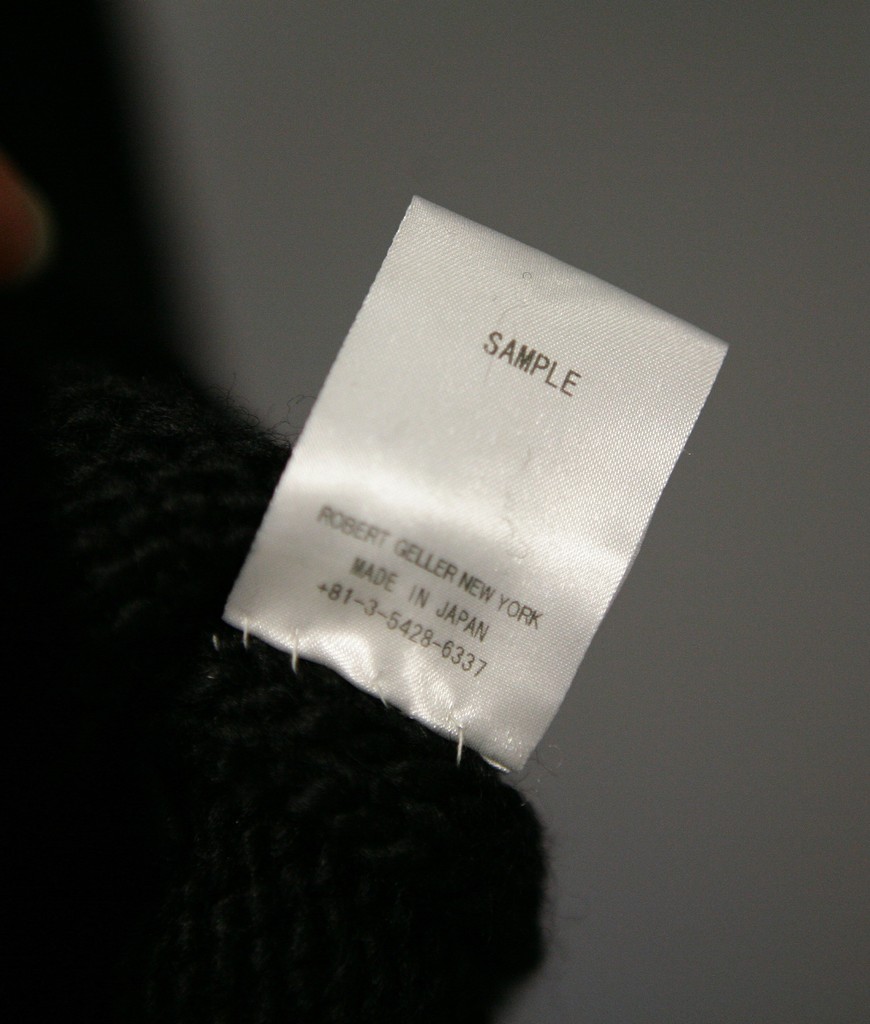 SAMPLE
ROBERT GELLER NEW YORK
MADE IN JAPAN
+81-3-5428-6337